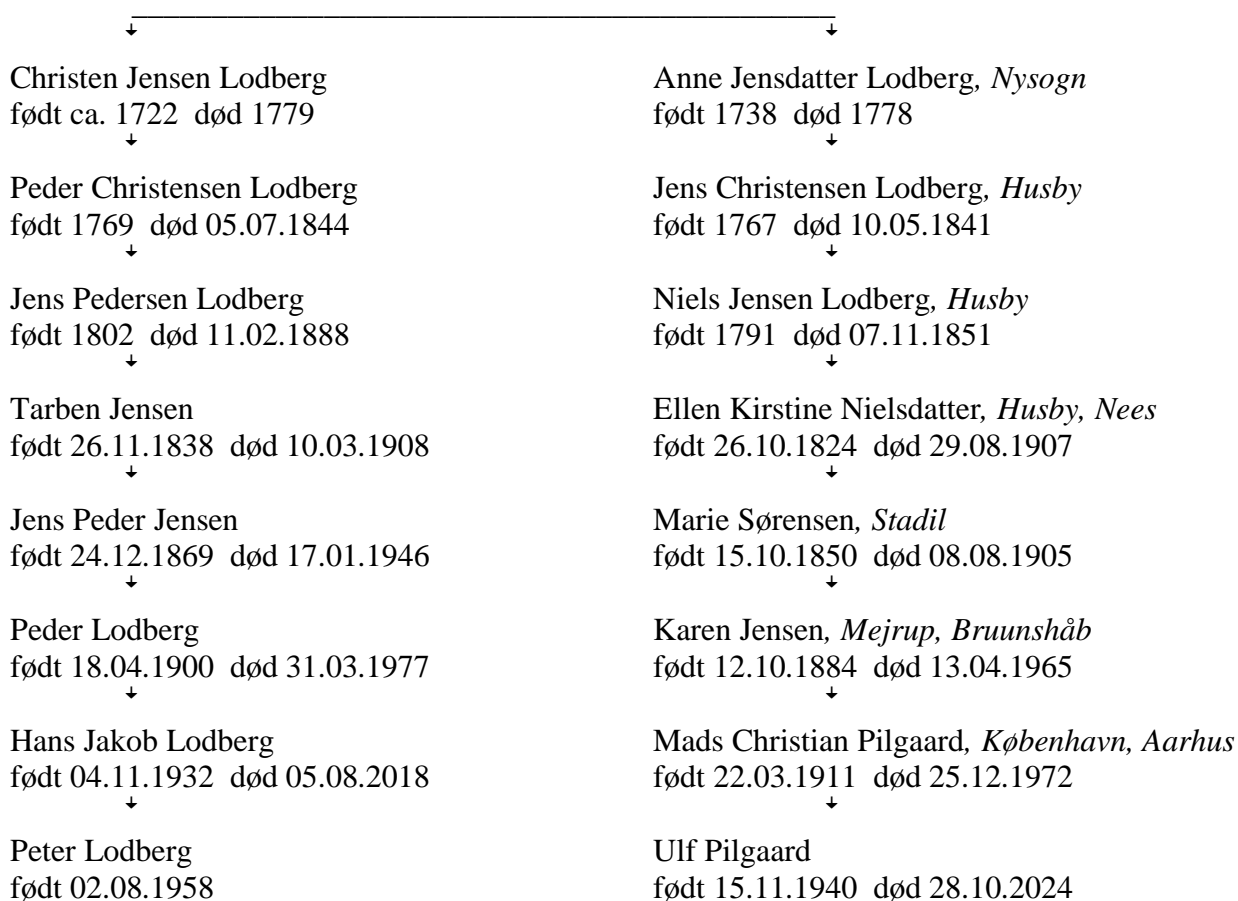 Christen Jensen Lodberg
født ca. 1722 død 1779
Peder Christensen Lodberg
født 1769 død 05.07.1844
Jens Pedersen Lodberg
født 1802 død 11.02.1888
Tarben Jensen
født 26.11.1838 død 10.03.1908
Jens Peder Jensen
født 24.12.1869 død 17.01.1946
Peder Lodberg
født 18.04.1900 død 31.03.1977
Hans Jakob Lodberg
født 04.11.1932 død 05.08.2018
Peter Lodberg
født 02.08.1958
Anne Jensdatter Lodberg, Nysogn
født 1738 død 1778
Jens Christensen Lodberg, Husby
født 1767 død 10.05.1841
Niels Jensen Lodberg, Husby
født 1791 død 07.11.1851
Ellen Kirstine Nielsdatter, Husby, Nees
født 26.10.1824 død 29.08.1907
Marie Sørensen, Stadil
født 15.10.1850 død 08.08.1905
Karen Jensen, Mejrup, Bruunshåb
født 12.10.1884 død 13.04.1965
Mads Christian Pilgaard, København, Aarhus
født 22.03.1911 død 25.12.1972
Ulf Pilgaard
født 15.11.1940 død 28.10.2024